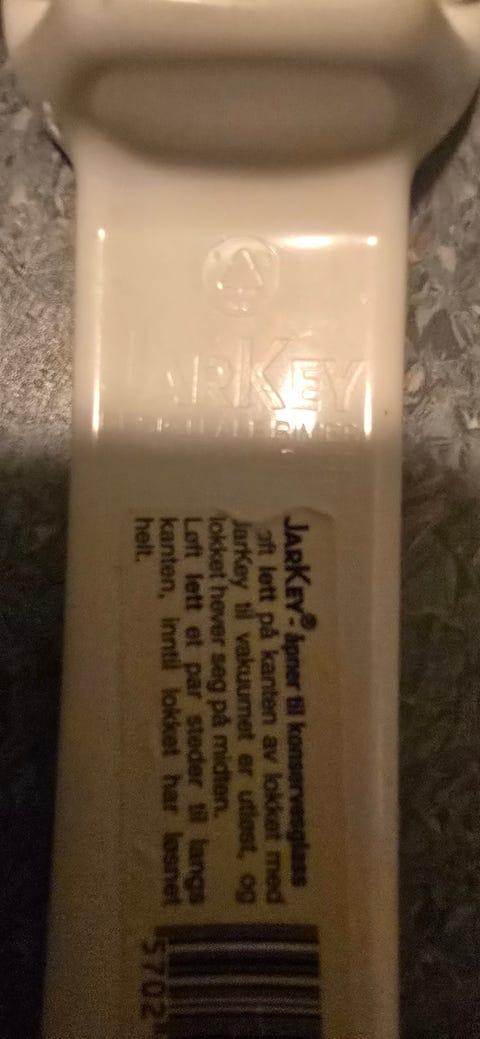 JARKEY
JARKEY® - åpner til konservesglass
øft lett på kanten av lokket med
JarKey til vakuumet er utløst, og
lokket hever seg på midten.
Løft lett et par steder til langs
kanten, inntil lokket har løsnet
helt.
5702